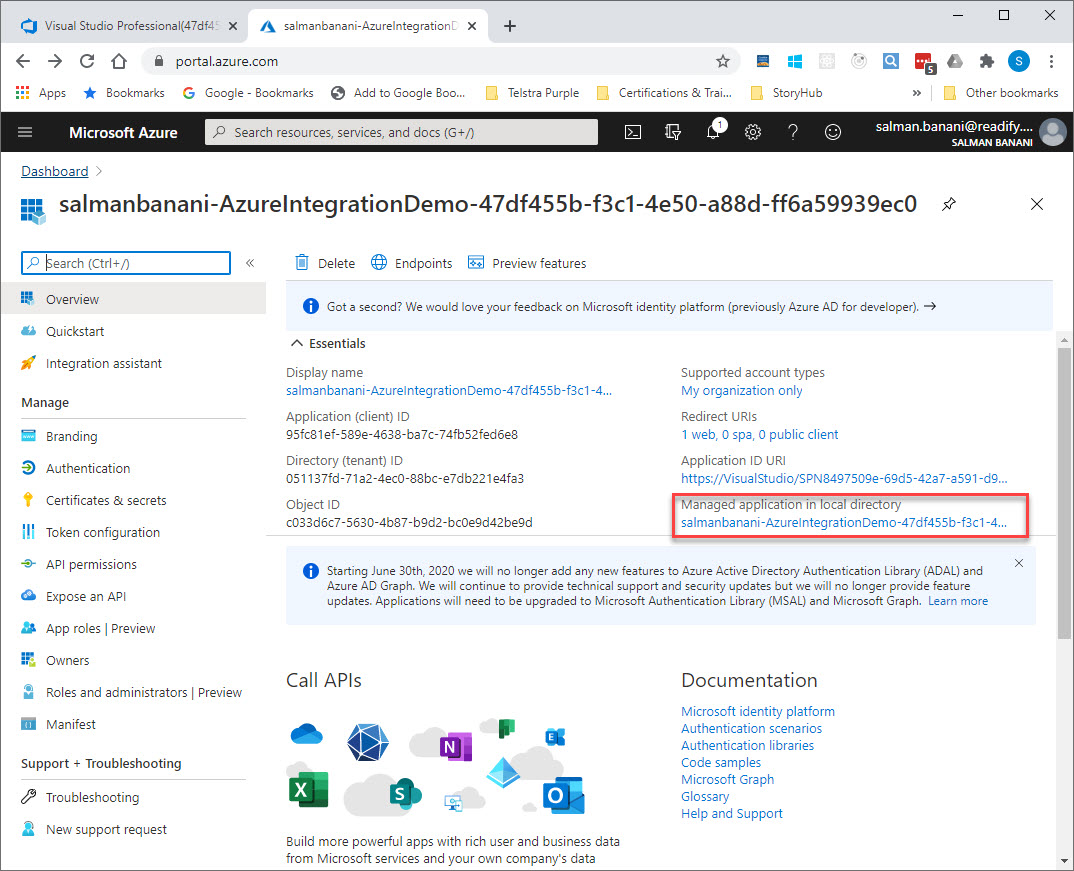 Visual Studio Professional(47df45
salmanbanani-AzureIntegrationD
portal.azure.com
5
S
Apps
Bookmarks
Google - Bookmarks
Add to Google Boo...
Telstra Purple
Certifications & Trai...
StoryHub
»
Other bookmarks
Microsoft Azure
Search resources, services, and docs (G+/)
1
salman.banani@readify....
SALMAN BANANI
Dashboard
salmanbanani-AzureIntegrationDemo-47df455b-f3c1-4e50-a88d-ff6a59939ec0
Search (Ctrl+/)
«
Delete
Endpoints
Preview features
Overview
Quickstart
Integration assistant
Manage
Branding
Authentication
Certificates & secrets
Token configuration
API permissions
Expose an API
App roles | Preview
Owners
Roles and administrators | Preview
Manifest
Support + Troubleshooting
Troubleshooting
New support request
Got a second? We would love your feedback on Microsoft identity platform (previously Azure AD for developer). →
Essentials
Display name
salmanbanani-AzureIntegrationDemo-47df455b-f3c1-4...
Application (client) ID
95fc81ef-589e-4638-ba7c-74fb52fed6e8
Directory (tenant) ID
051137fd-71a2-4ec0-88bc-e7db221e4fa3
Object ID
c033d6c7-5630-4b87-b9d2-bc0e9d42be9d
Supported account types
My organization only
Redirect URIs
1 web, 0 spa, 0 public client
Application ID URI
https://VisualStudio/SPN8497509e-69d5-42a7-a591-d9...
Managed application in local directory
salmanbanani-AzureIntegrationDemo-47df455b-f3c1-4...
Starting June 30th, 2020 we will no longer add any new features to Azure Active Directory Authentication Library (ADAL) and
Azure AD Graph. We will continue to provide technical support and security updates but we will no longer provide feature
updates. Applications will need to be upgraded to Microsoft Authentication Library (MSAL) and Microsoft Graph. Learn more
Call APIs
N
E
X
S
O
Build more powerful apps with rich user and business data
from Microsoft services and your own company's data
Documentation
Microsoft identity platform
Authentication scenarios
Authentication libraries
Code samples
Microsoft Graph
Glossary
Help and Support